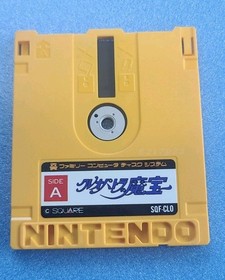 ファミリーコンピュータ ディスクシステム
SIDE
A
クレオパトラの魔宝
© SQUARE
SQF-CLO
NINTENDO